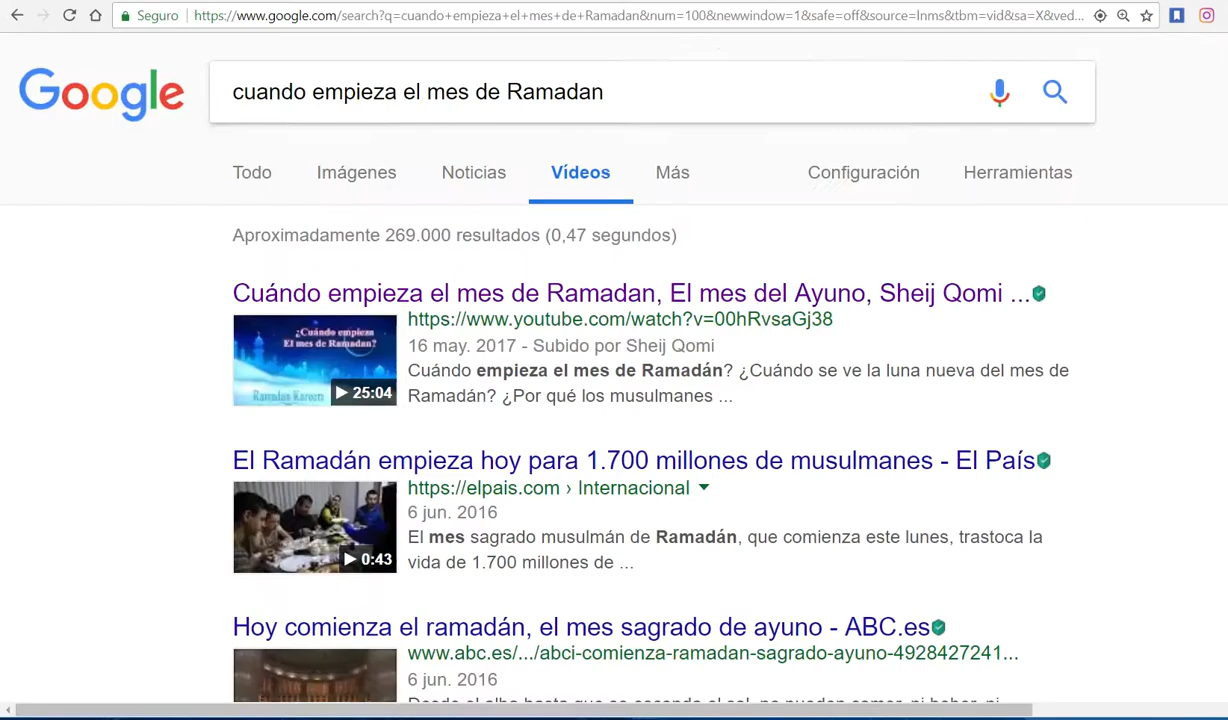 Seguro
https://www.google.com/search?q=cuando+empieza+el+mes+de+Ramadan&num=100&newwindow=1&safe=off&source=lnms&tbm=vid&sa=X&ved...
Google
cuando empieza el mes de Ramadan
Todo Imágenes Noticias Vídeos Más Configuración Herramientas
Aproximadamente 269.000 resultados (0,47 segundos)
Cuándo empieza el mes de Ramadan, El mes del Ayuno, Sheij Qomi ...
¿Cuándo empieza
El mes de Ramadan?
Ramadan Kareem
25:04
https://www.youtube.com/watch?v=00hRvsaGj38
16 may. 2017 - Subido por Sheij Qomi
Cuándo empieza el mes de Ramadán? ¿Cuándo se ve la luna nueva del mes de
Ramadán? ¿Por qué los musulmanes ...
El Ramadán empieza hoy para 1.700 millones de musulmanes - El País
0:43
https://elpais.com › Internacional
6 jun. 2016
El mes sagrado musulmán de Ramadán, que comienza este lunes, trastoca la
vida de 1.700 millones de ...
Hoy comienza el ramadán, el mes sagrado de ayuno - ABC.es
www.abc.es/.../abci-comienza-ramadan-sagrado-ayuno-4928427241...
6 jun. 2016